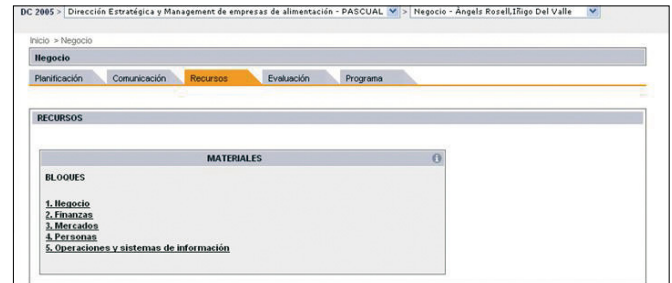 DC 2005 > Dirección Estratégica y Management de empresas de alimentación - PASCUAL > Negocio - Àngels Rosell,Iñigo Del Valle
Inicio > Negocio
Negocio
Planificación Comunicación Recursos Evaluación Programa
RECURSOS
MATERIALES
BLOQUES
1. Negocio
2. Finanzas
3. Mercados
4. Personas
5. Operaciones y sistemas de información